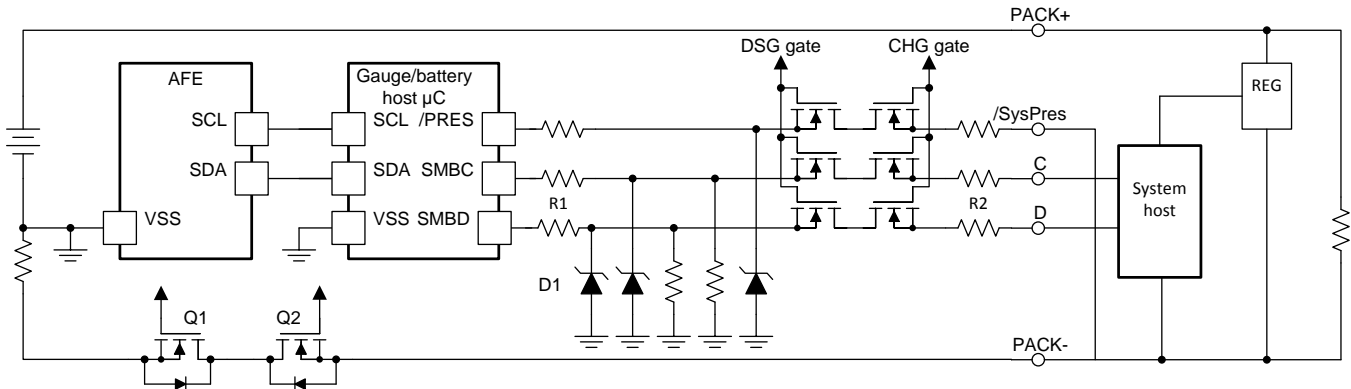 PACK+
DSG gate
CHG gate
AFE
Gauge/battery
host µC
REG
SCL
SCL /PRES
/SysPres
SDA
SDA SMBC
C
System
host
VSS
VSS SMBD
R1
R2
D
D1
Q1
Q2
PACK-